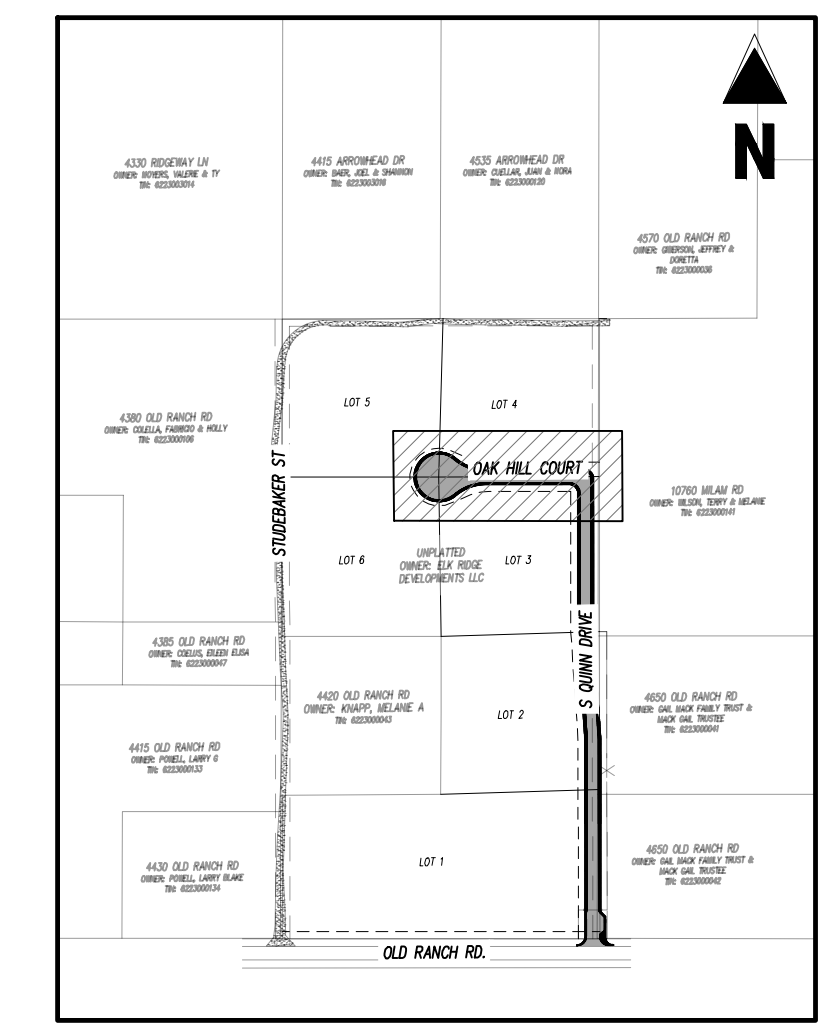 N
4330 RIDGEWAY LN
OWNER: MOYERS, VALERIE & TY
TIN: 6223003014
4415 ARROWHEAD DR
OWNER: BAER, JOEL & SHANNON
TIN: 6223003016
4535 ARROWHEAD DR
OWNER: CUELLAR, JUAN & NORA
TIN: 6223000120
4570 OLD RANCH RD
OWNER: GIBERSON, JEFFREY &
DORETTA
TIN: 6223000036
4380 OLD RANCH RD
OWNER: COLELLA, FABRICIO & HOLLY
TIN: 6223000106
LOT 5
LOT 4
OAK HILL COURT
STUDEBAKER ST
10760 MILAM RD
OWNER: WILSON, TERRY & MELANIE
TIN: 6223000141
LOT 6
UNPLATTED
OWNER: ELK RIDGE
DEVELOPMENTS LLC
LOT 3
S QUINN DRIVE
4385 OLD RANCH RD
OWNER: COELUS, EILEEN ELISA
TIN: 6223000047
4420 OLD RANCH RD
OWNER: KNAPP, MELANIE A
TIN: 6223000043
LOT 2
4650 OLD RANCH RD
OWNER: GAIL MACK FAMILY TRUST &
MACK GAIL TRUSTEE
TIN: 6223000041
4415 OLD RANCH RD
OWNER: POWELL, LARRY G
TIN: 6223000133
LOT 1
4430 OLD RANCH RD
OWNER: POWELL, LARRY BLAKE
TIN: 6223000134
4650 OLD RANCH RD
OWNER: GAIL MACK FAMILY TRUST &
MACK GAIL TRUSTEE
TIN: 6223000042
OLD RANCH RD.